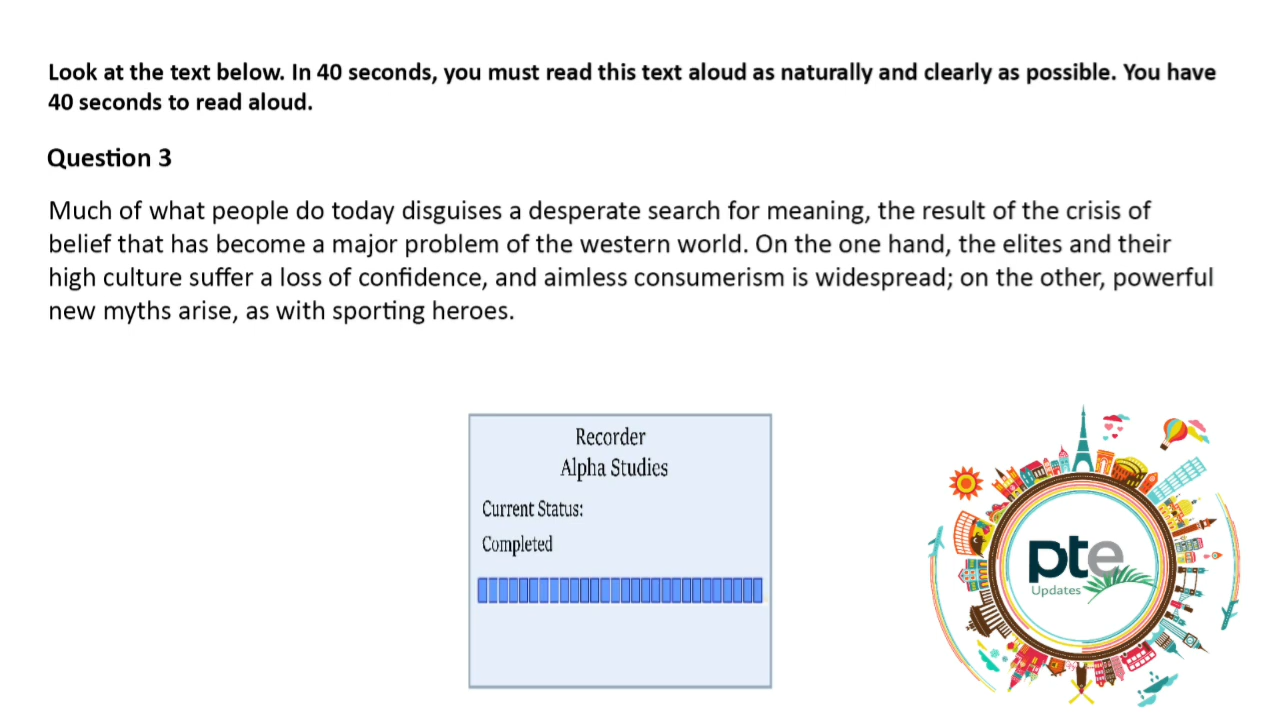 Look at the text below. In 40 seconds, you must read this text aloud as naturally and clearly as possible. You have
40 seconds to read aloud.
Question 3
Much of what people do today disguises a desperate search for meaning, the result of the crisis of
belief that has become a major problem of the western world. On the one hand, the elites and their
high culture suffer a loss of confidence, and aimless consumerism is widespread; on the other, powerful
new myths arise, as with sporting heroes.
Recorder
Alpha Studies
Current Status:
Completed
pte
Updates